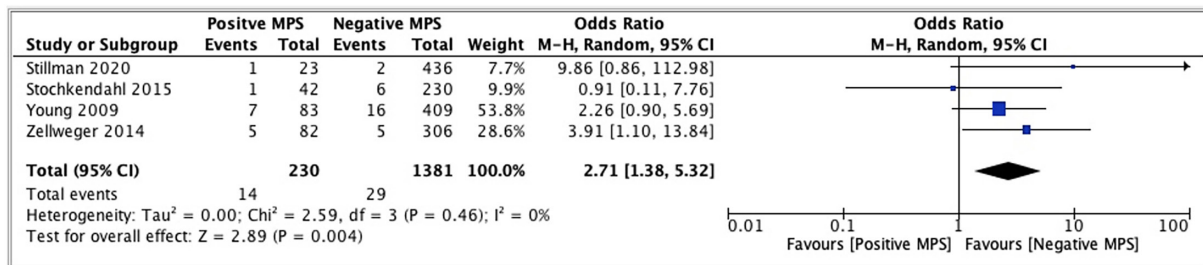 Positve MPS Negative MPS Odds Ratio Odds Ratio
Study or Subgroup Events Total Events Total Weight M-H, Random, 95% CI M-H, Random, 95% CI
Stillman 2020 1 23 2 436 7.7% 9.86 [0.86, 112.98]
Stochkendahl 2015 1 42 6 230 9.9% 0.91 [0.11, 7.76]
Young 2009 7 83 16 409 53.8% 2.26 [0.90, 5.69]
Zellweger 2014 5 82 5 306 28.6% 3.91 [1.10, 13.84]
Total (95% CI) 230 1381 100.0% 2.71 [1.38, 5.32]
Total events 14 29
Heterogeneity: Tau² = 0.00; Chi² = 2.59, df = 3 (P = 0.46); I² = 0%
Test for overall effect: Z = 2.89 (P = 0.004)
0.01 0.1 1 10 100
Favours [Positive MPS] Favours [Negative MPS]